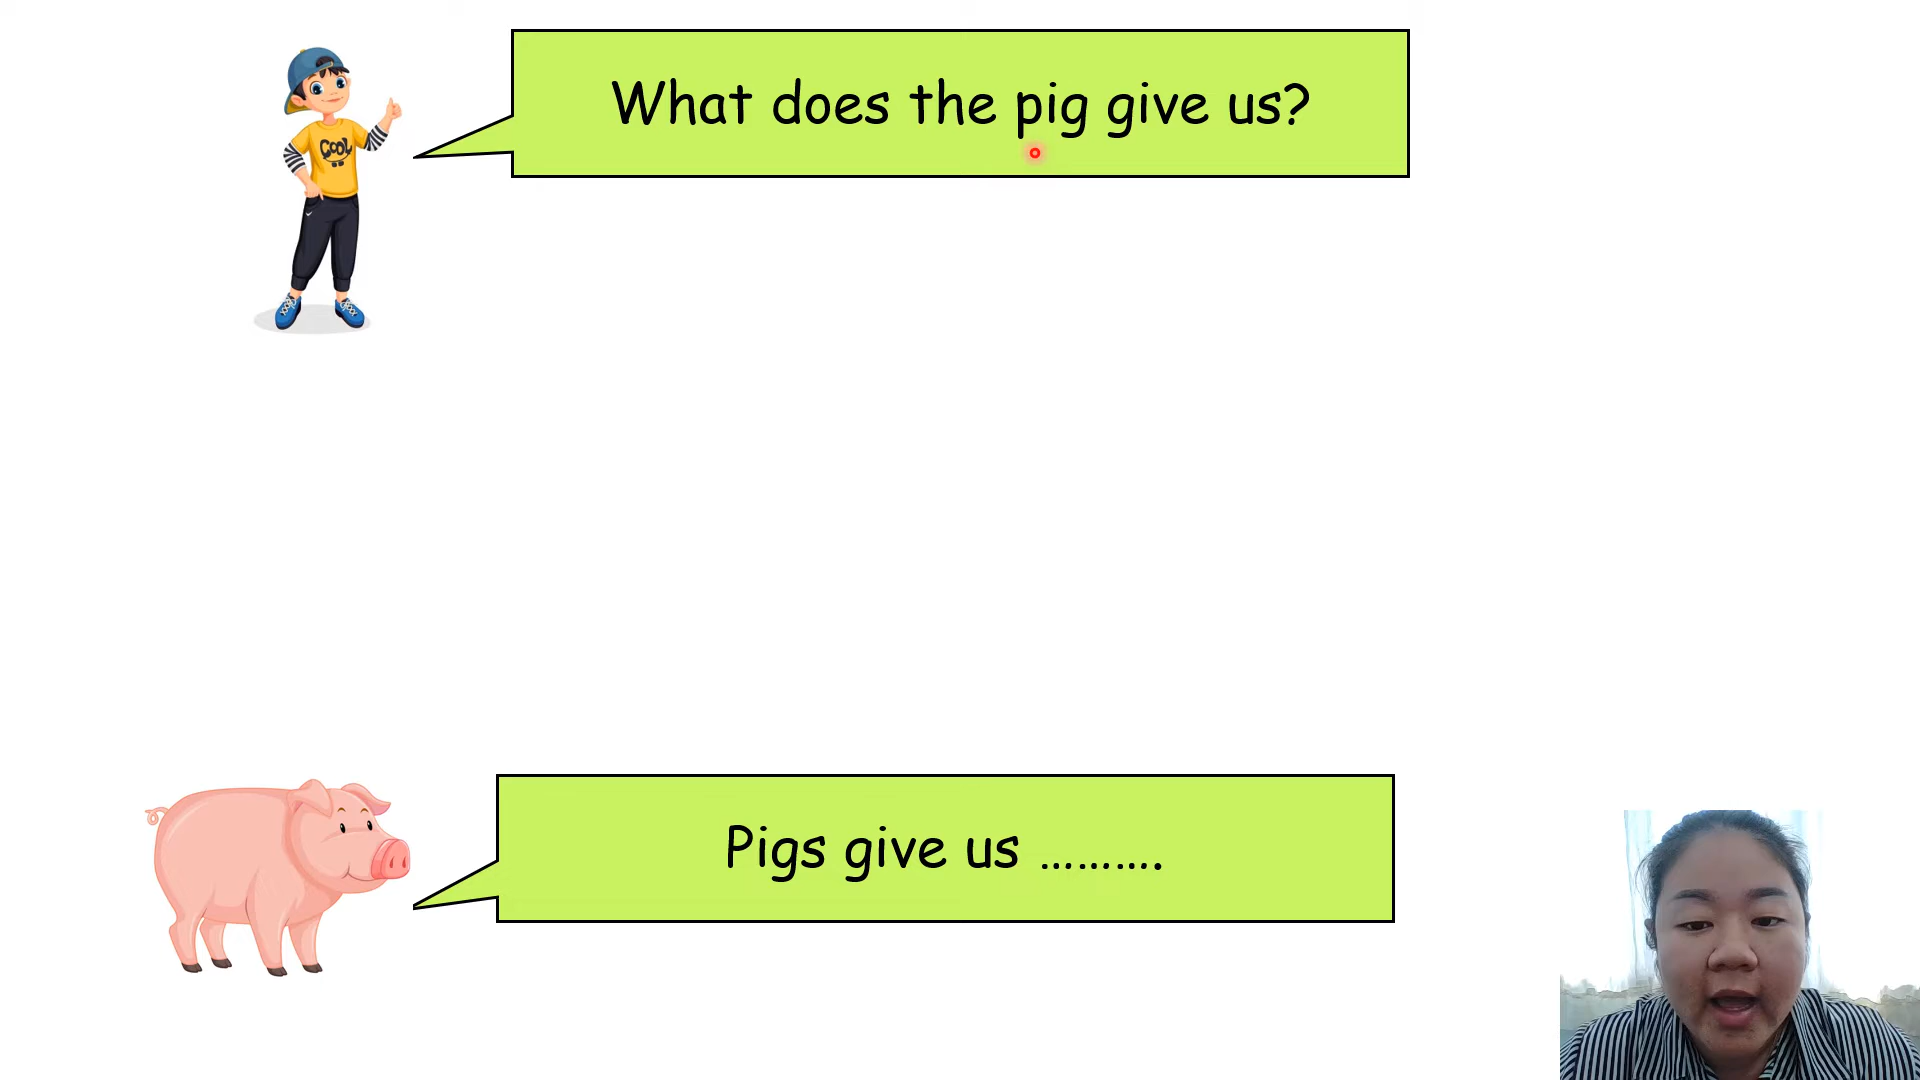 What does the pig give us?
COOL
Pigs give us ..........